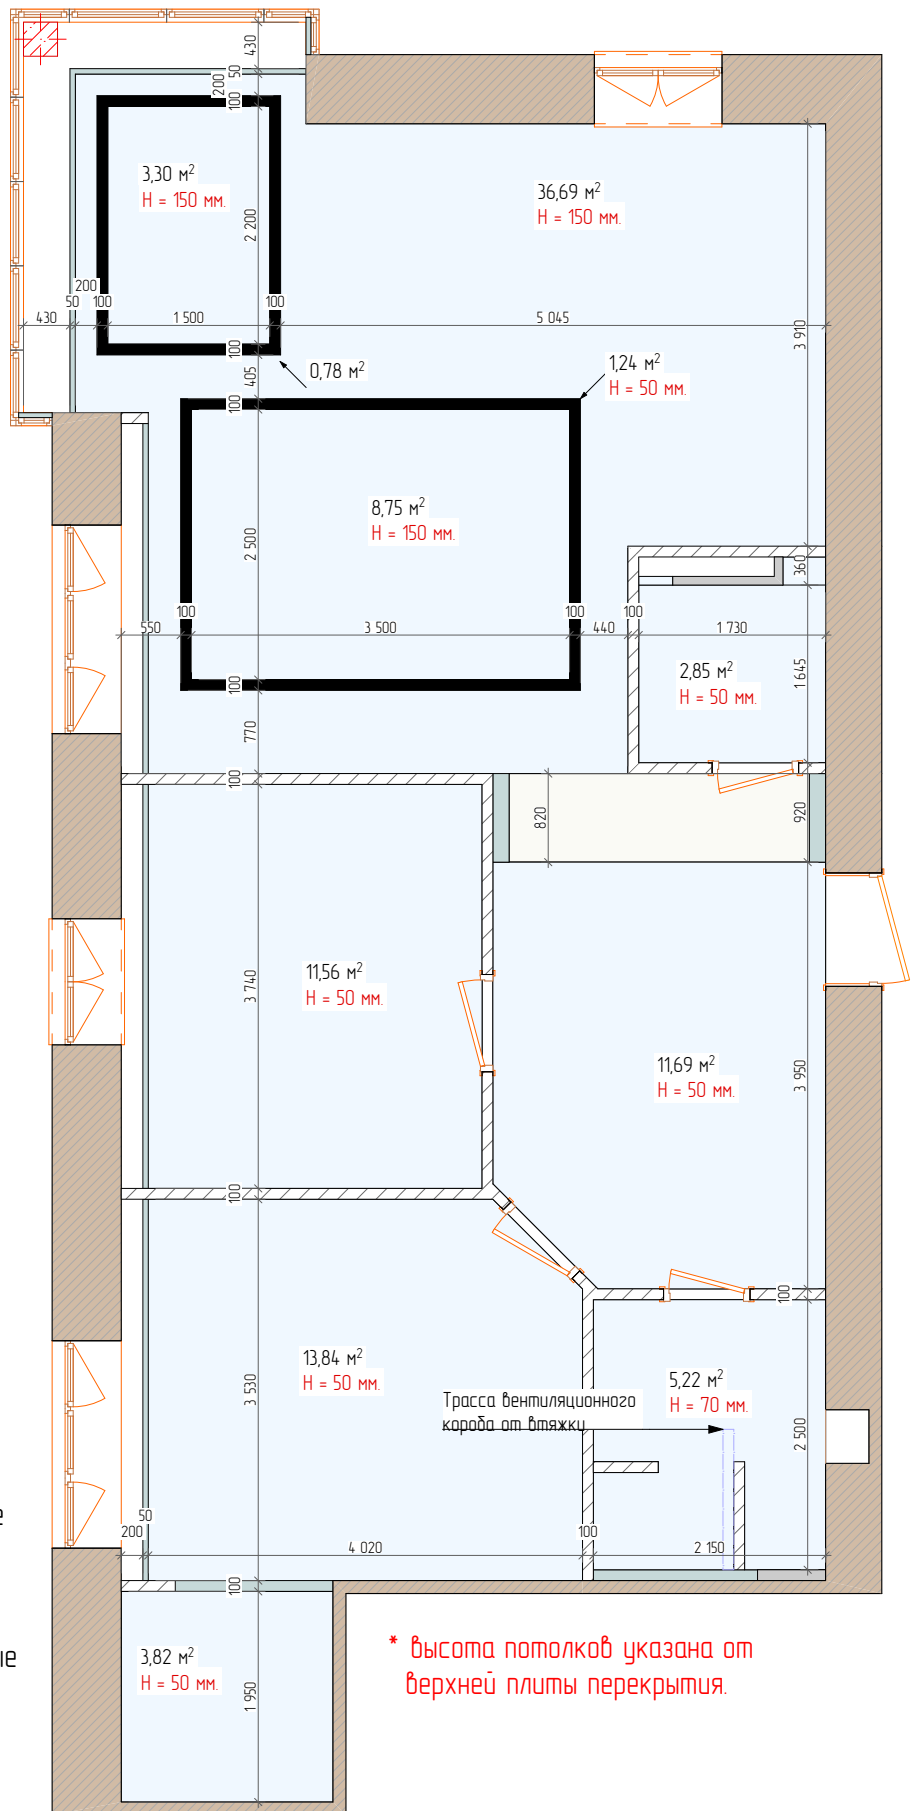 430
50
200
100
3,30 м²
H = 150 мм.
36,69 м²
H = 150 мм.
2 200
200
50
100
100
430
1 500
5 045
3 910
100
405
0,78 м²
1,24 м²
H = 50 мм.
100
8,75 м²
H = 150 мм.
2 500
360
100
100
100
550
3 500
440
1 730
1 645
2,85 м²
H = 50 мм.
100
770
100
820
920
11,56 м²
H = 50 мм.
3 740
11,69 м²
H = 50 мм.
3 950
100
100
13,84 м²
H = 50 мм.
3 530
5,22 м²
H = 70 мм.
Трасса вентиляционного
короба от втяжки
2 500
е
50
200
100
4 020
2 150
100
3,82 м²
H = 50 мм.
1 950
ые
* высота потолков указана от
верхней плиты перекрытия.